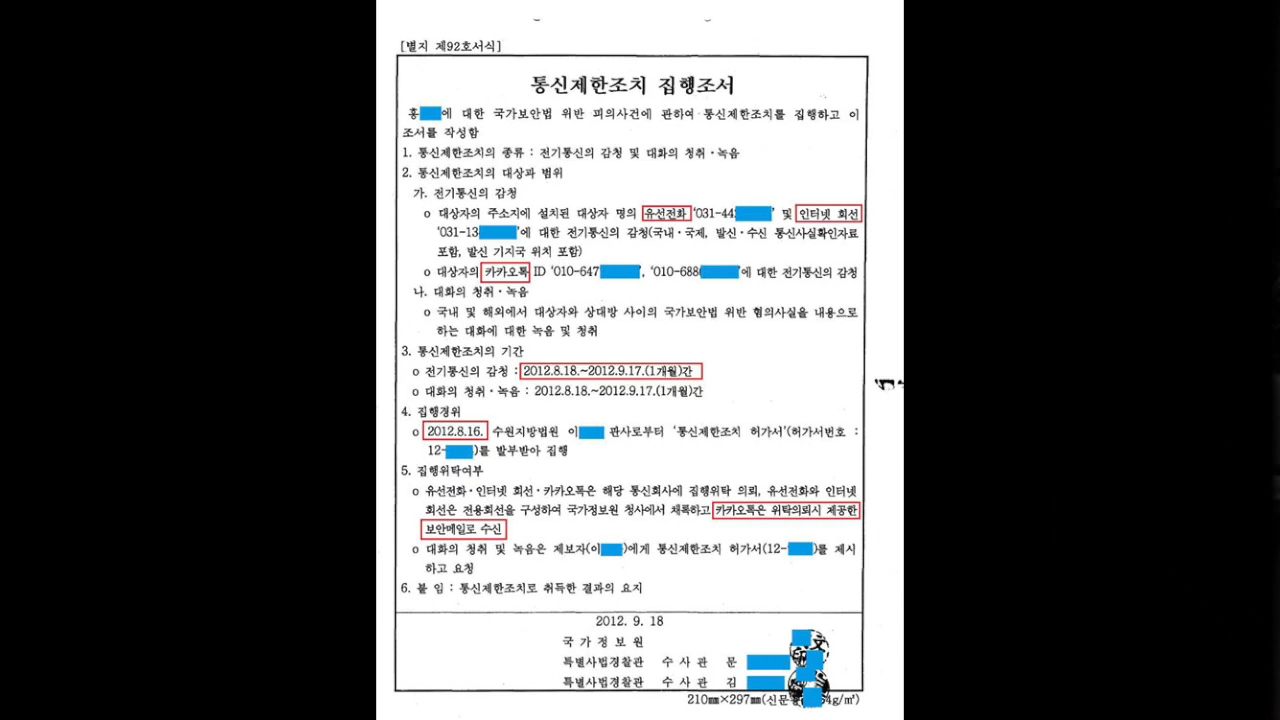 [별지 제92호서식]
통신제한조치 집행조서
홍 에 대한 국가보안법 위반 피의사건에 관하여 통신제한조치를 집행하고 이
조서를 작성함
1. 통신제한조치의 종류 : 전기통신의 감청 및 대화의 청취·녹음
2. 통신제한조치의 대상과 범위
가. 전기통신의 감청
o 대상자의 주소지에 설치된 대상자 명의 유선전화 '031-44 ' 및 인터넷 회선
'031-13 '에 대한 전기통신의 감청(국내·국제, 발신·수신 통신사실확인자료
포함, 발신 기지국 위치 포함)
o 대상자의 카카오톡 ID '010-647 ', '010-688 '에 대한 전기통신의 감청
나. 대화의 청취·녹음
o 국내 및 해외에서 대상자와 상대방 사이의 국가보안법 위반 혐의사실을 내용으로
하는 대화에 대한 녹음 및 청취
3. 통신제한조치의 기간
o 전기통신의 감청 : 2012.8.18.~2012.9.17.(1개월)간
o 대화의 청취·녹음 : 2012.8.18.~2012.9.17.(1개월)간
4. 집행경위
o 2012.8.16. 수원지방법원 이 판사로부터 '통신제한조치 허가서'(허가서번호 :
12- )를 발부받아 집행
5. 집행위탁여부
o 유선전화·인터넷 회선·카카오톡은 해당 통신회사에 집행위탁 의뢰, 유선전화와 인터넷
회선은 전용회선을 구성하여 국가정보원 청사에서 채록하고 카카오톡은 위탁의뢰시 제공한
보안메일로 수신
o 대화의 청취 및 녹음은 제보자(이 )에게 통신제한조치 허가서(12- )를 제시
하고 요청
6. 붙 임 : 통신제한조치로 취득한 결과의 요지
2012. 9. 18
국가정보원
특별사법경찰관 수사관 문
특별사법경찰관 수사관 김
210㎜×297㎜(신문 54g/㎡)